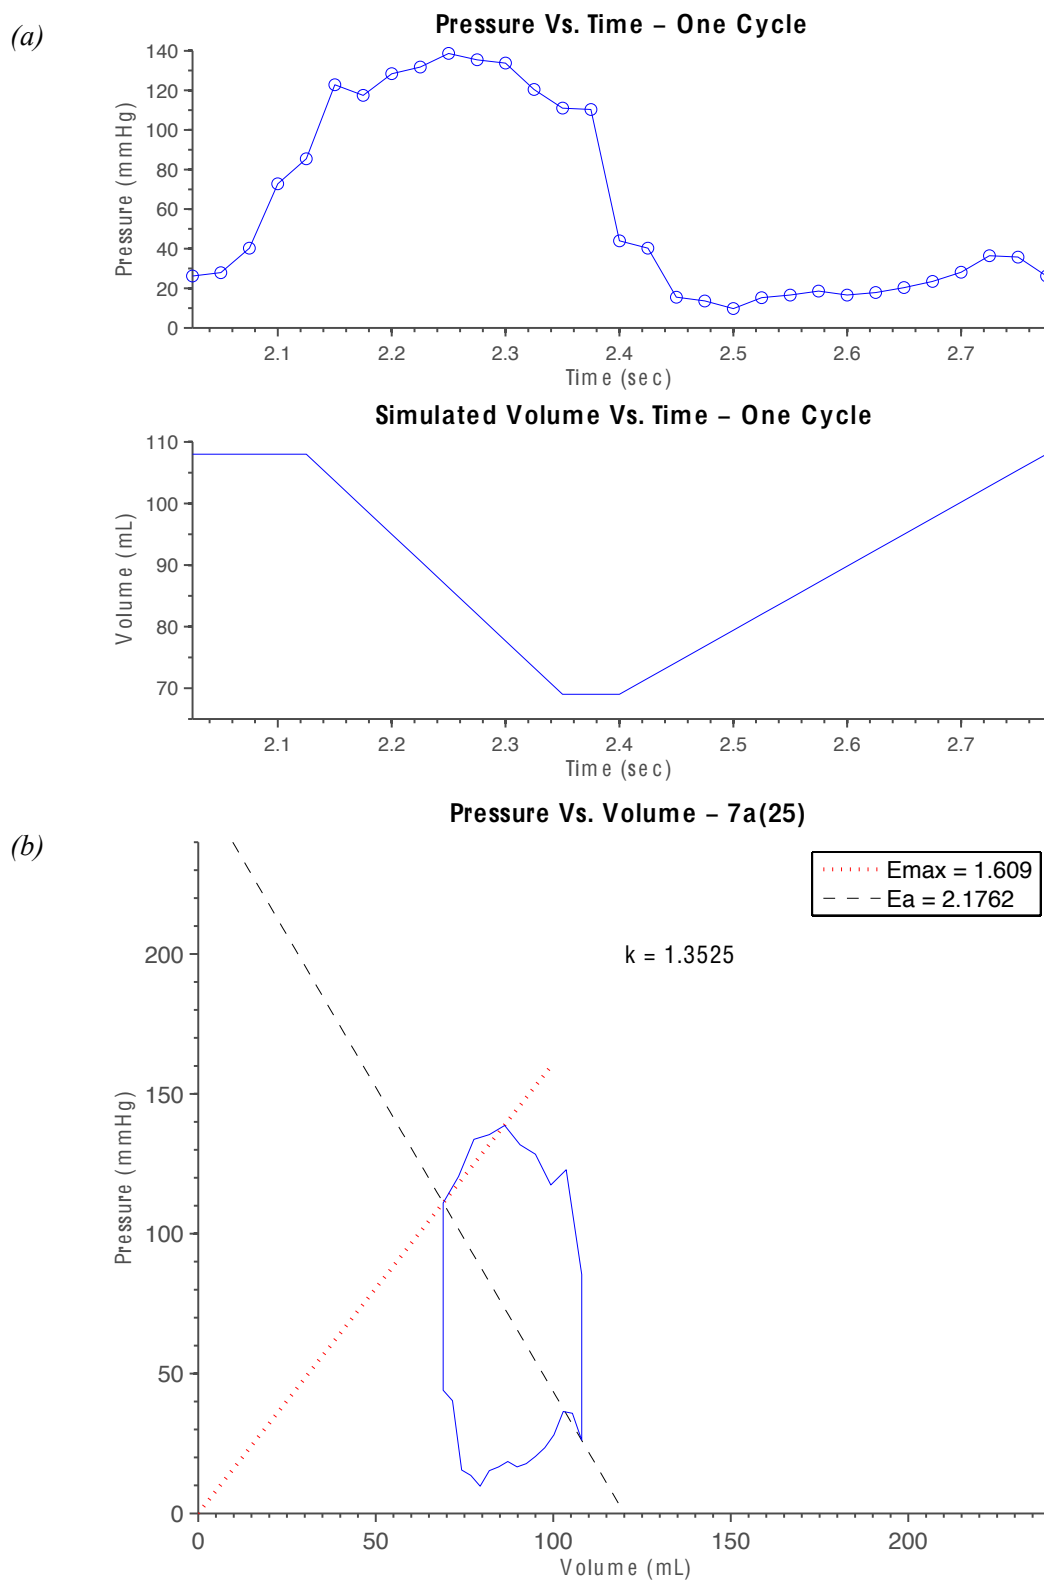 (a)
Pressure Vs. Time – One Cycle
140
120
100
80
60
40
20
0
Pressure (mmHg)
2.1 2.2 2.3 2.4 2.5 2.6 2.7
Time (sec)
Simulated Volume Vs. Time – One Cycle
110
100
90
80
70
Volume (mL)
2.1 2.2 2.3 2.4 2.5 2.6 2.7
Time (sec)
(b)
Pressure Vs. Volume – 7a(25)
Emax = 1.609
Ea = 2.1762
k = 1.3525
200
150
100
50
0
Pressure (mmHg)
0 50 100 150 200
Volume (mL)